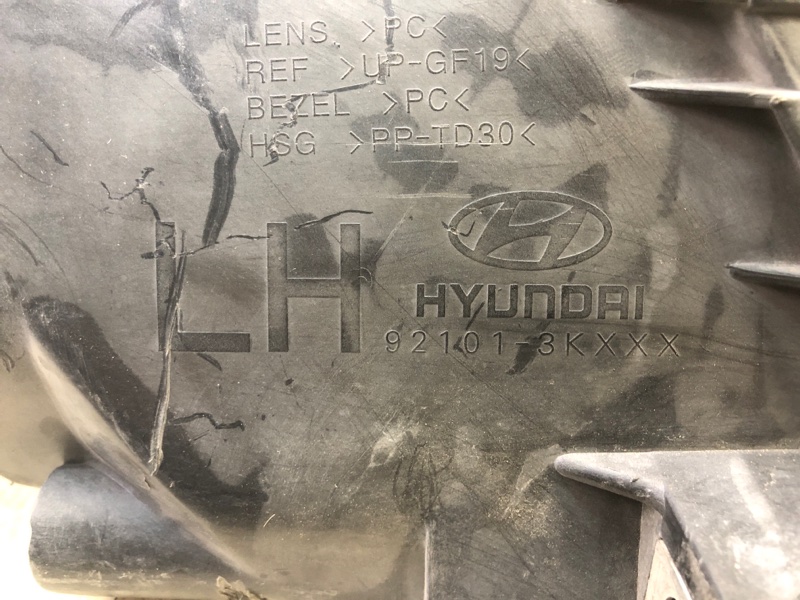 LENS >PC<
REF >UP-GF19<
BEZEL >PC<
HSG >PP-TD30<
LH
HYUNDAI
92101-3KXXX